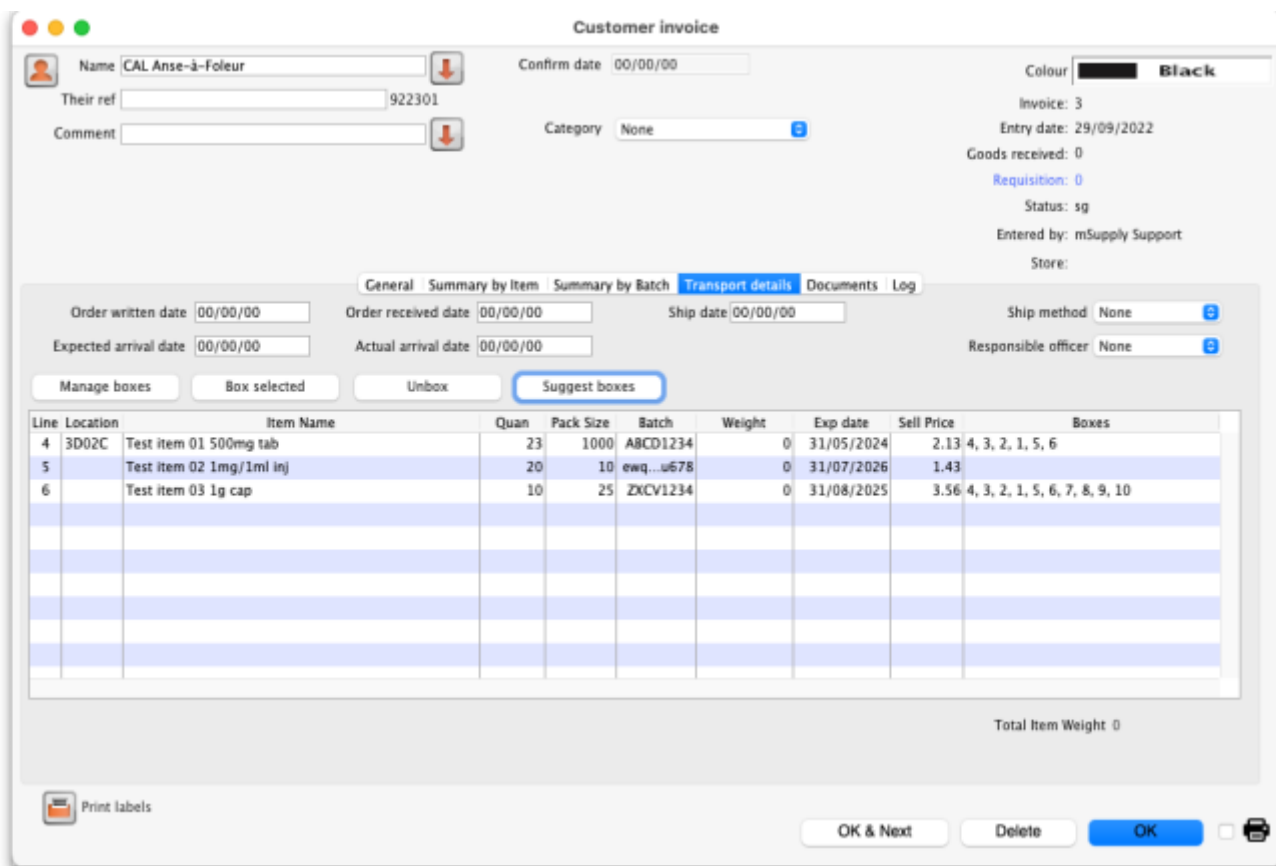 Customer invoice
Name CAL Anse-à-Foleur Confirm date 00/00/00 Colour Black
Their ref 922301 Invoice: 3
Comment Category None Entry date: 29/09/2022
Goods received: 0
Requisition: 0
Status: sg
Entered by: mSupply Support
Store:
General Summary by Item Summary by Batch Transport details Documents Log
Order written date 00/00/00 Order received date 00/00/00 Ship date 00/00/00 Ship method None
Expected arrival date 00/00/00 Actual arrival date 00/00/00 Responsible officer None
Manage boxes Box selected Unbox Suggest boxes
Line Location Item Name Quan Pack Size Batch Weight Exp date Sell Price Boxes
4 3D02C Test item 01 500mg tab 23 1000 ABCD1234 0 31/05/2024 2.13 4, 3, 2, 1, 5, 6
5 Test item 02 1mg/1ml inj 20 10 ewq...u678 0 31/07/2026 1.43
6 Test item 03 1g cap 10 25 ZXCV1234 0 31/08/2025 3.56 4, 3, 2, 1, 5, 6, 7, 8, 9, 10
Total Item Weight 0
Print labels
OK & Next Delete OK